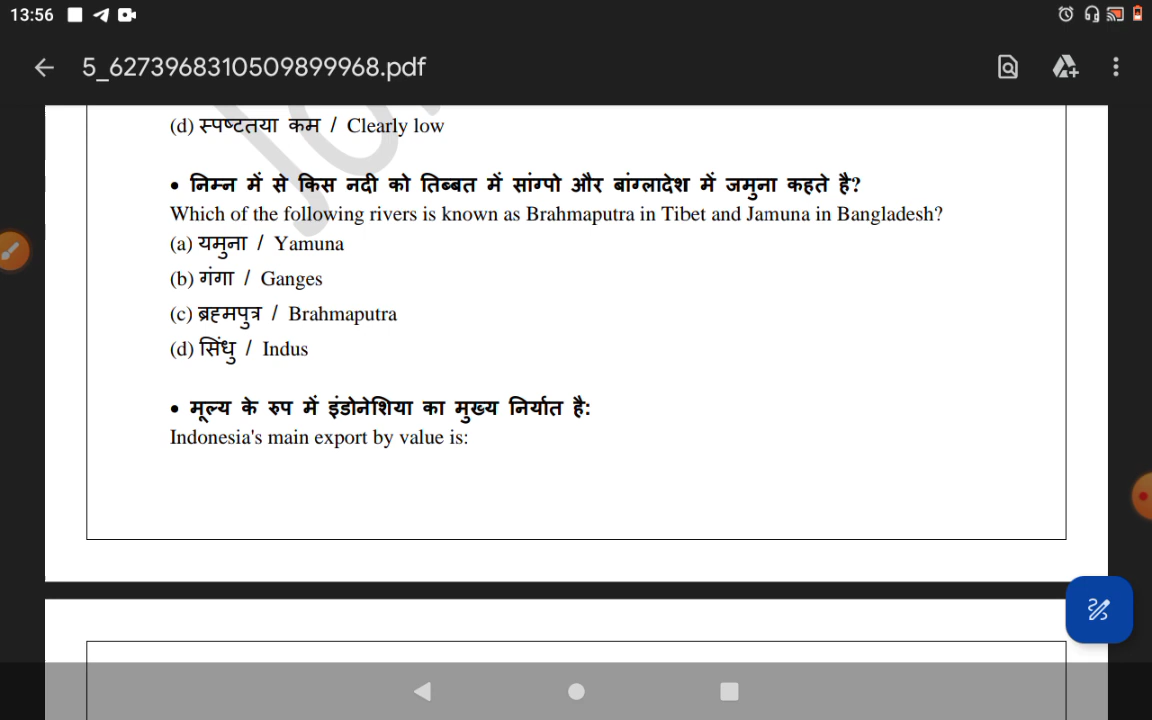 13:56
5_6273968310509899968.pdf
(d) स्पष्टतया कम / Clearly low
• निम्न में से किस नदी को तिब्बत में सांग्पो और बांग्लादेश में जमुना कहते है?
Which of the following rivers is known as Brahmaputra in Tibet and Jamuna in Bangladesh?
(a) यमुना / Yamuna
(b) गंगा / Ganges
(c) ब्रह्मपुत्र / Brahmaputra
(d) सिंधु / Indus
• मूल्य के रुप में इंडोनेशिया का मुख्य निर्यात है:
Indonesia's main export by value is: